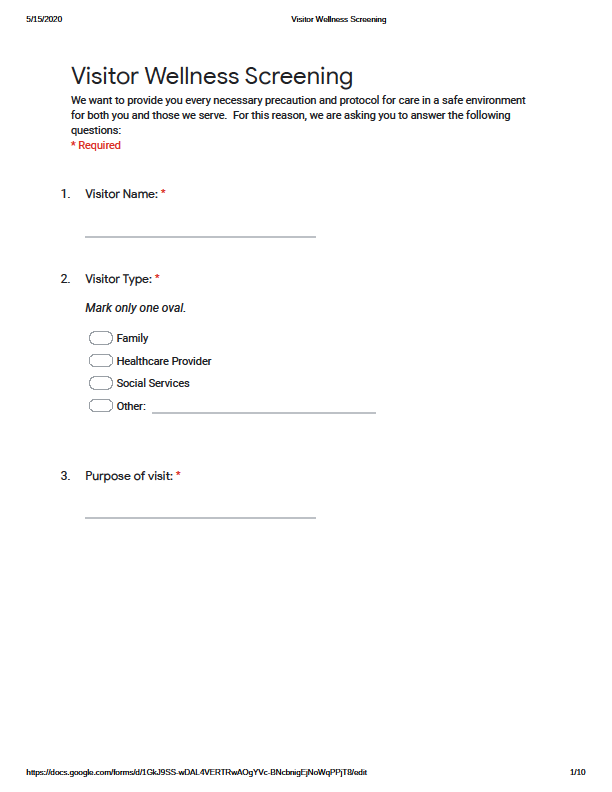 5/15/2020 Visitor Wellness Screening
Visitor Wellness Screening
We want to provide you every necessary precaution and protocol for care in a safe environment
for both you and those we serve. For this reason, we are asking you to answer the following
questions:
* Required
1. Visitor Name: *
2. Visitor Type: *
Mark only one oval.
Family
Healthcare Provider
Social Services
Other:
3. Purpose of visit: *
https://docs.google.com/forms/d/1GkJ9SS-wDAL4VERTRwAOgYVc-BNcbnigEjNoWqPPjT8/edit 1/10